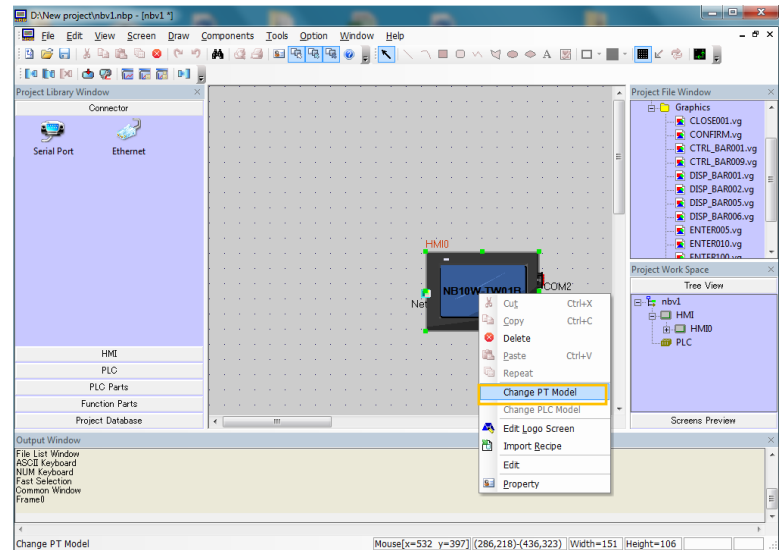 D:\New project\nbv1.nbp - [nbv1 *]
File Edit View Screen Draw Components Tools Option Window Help
Project Library Window
Connector
Serial Port Ethernet
HMI
PLC
PLC Parts
Function Parts
Project Database
HMI0
NB10W-TW01B
COM2
Net
Cut Ctrl+X
Copy Ctrl+C
Delete
Paste Ctrl+V
Repeat
Change PT Model
Change PLC Model
Edit Logo Screen
Import Recipe
Edit
Property
Project File Window
Graphics
CLOSE001.vg
CONFIRM.vg
CTRL_BAR001.vg
CTRL_BAR009.vg
DISP_BAR001.vg
DISP_BAR002.vg
DISP_BAR005.vg
DISP_BAR006.vg
ENTER005.vg
ENTER010.vg
ENTER100.vg
Project Work Space
Tree View
nbv1
HMI
HMI0
PLC
Screens Preview
Output Window
File List Window
ASCII Keyboard
NUM Keyboard
Fast Selection
Common Window
Frame0
Change PT Model
Mouse[x=532 y=397] (286,218)-(436,323) Width=151 Height=106